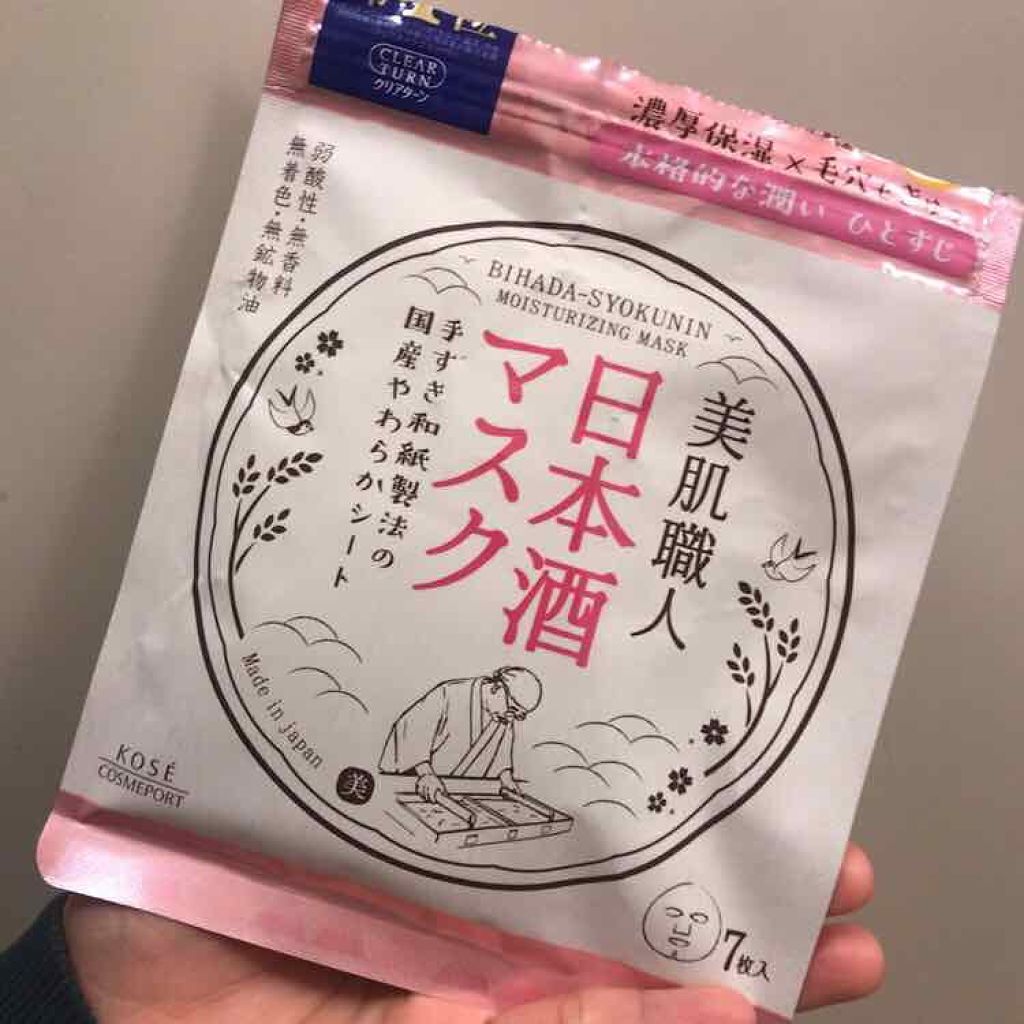 CLEAR
TURN
クリアターン
濃厚保湿×毛穴
本格的な潤い ひとすじ
弱酸性・無香料
無着色・無鉱物油
BIHADA-SYOKUNIN
MOISTURIZING MASK
美肌職人
日本酒
マスク
手すき和紙製法の
国産やわらかシート
Made in japan
美
KOSÉ
COSMEPORT
7枚入